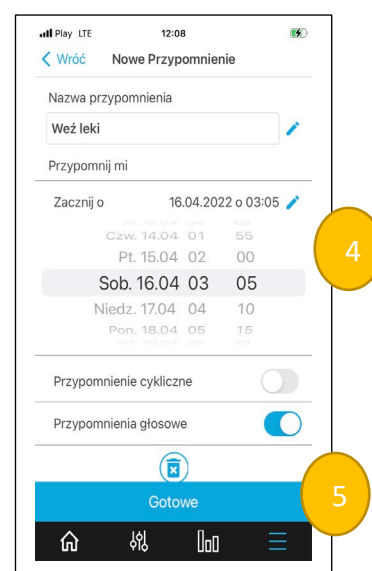 Play LTE 12:08
Wróć Nowe Przypomnienie
Nazwa przypomnienia
Weź leki
Przypomnij mi
Zacznij o 16.04.2022 o 03:05
Czw. 14.04 01 55
Pt. 15.04 02 00
4
Sob. 16.04 03 05
Niedz. 17.04 04 10
Pon. 18.04 05 15
Przypomnienie cykliczne
Przypomnienia głosowe
Gotowe
5